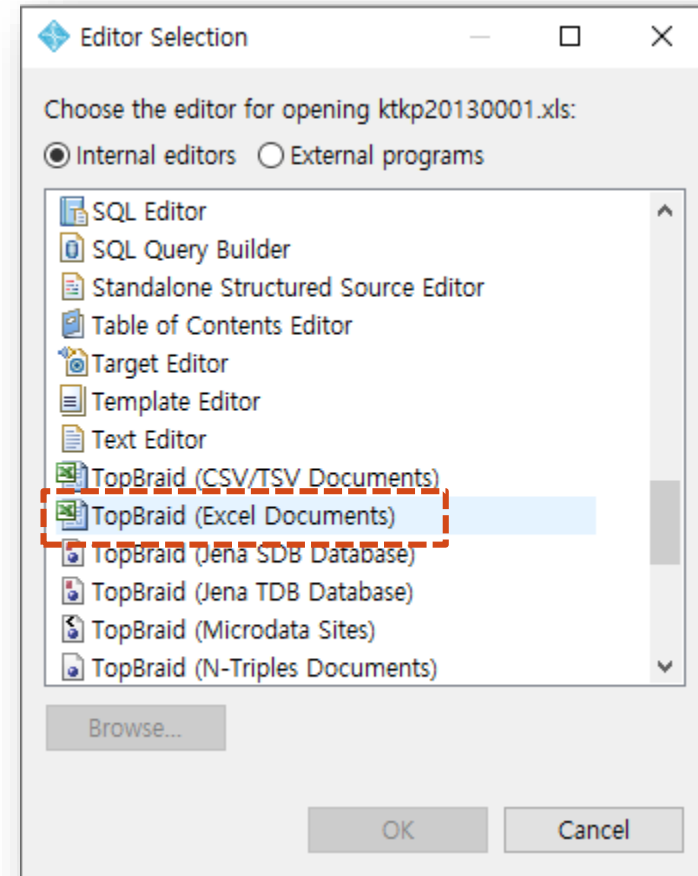 Editor Selection
Choose the editor for opening ktkp20130001.xls:
Internal editors External programs
SQL Editor
SQL Query Builder
Standalone Structured Source Editor
Table of Contents Editor
Target Editor
Template Editor
Text Editor
TopBraid (CSV/TSV Documents)
TopBraid (Excel Documents)
TopBraid (Jena SDB Database)
TopBraid (Jena TDB Database)
TopBraid (Microdata Sites)
TopBraid (N-Triples Documents)
Browse...
OK Cancel